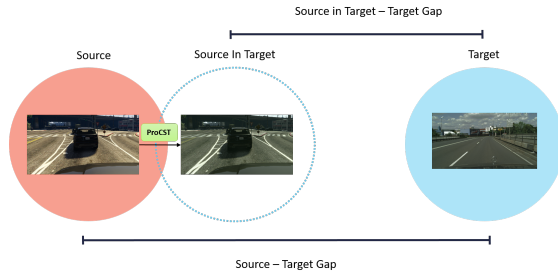 Source in Target – Target Gap
Source
Source In Target
Target
ProCST
Source – Target Gap